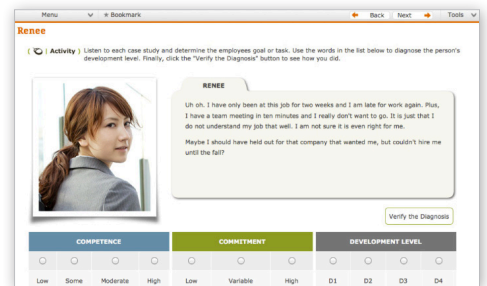 Menu ★ Bookmark Back Next Tools
Renee
Activity ) Listen to each case study and determine the employees goal or task. Use the words in the list below to diagnose the person's
development level. Finally, click the "Verify the Diagnosis" button to see how you did.
RENEE
Uh oh. I have only been at this job for two weeks and I am late for work again. Plus,
I have a team meeting in ten minutes and I really don't want to go. It is just that I
do not understand my job that well. I am not sure it is even right for me.
Maybe I should have held out for that company that wanted me, but couldn't hire me
until the fall?
Verify the Diagnosis
COMPETENCE COMMITMENT DEVELOPMENT LEVEL
Low Some Moderate High Low Variable High D1 D2 D3 D4